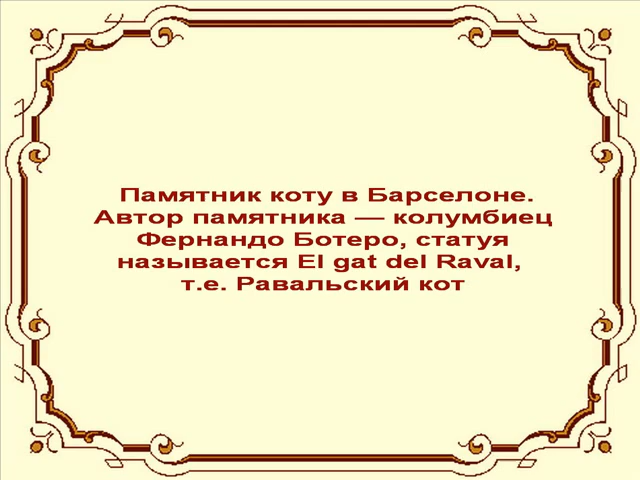 Памятник коту в Барселоне.
Автор памятника — колумбиец
Фернандо Ботеро, статуя
называется El gat del Raval,
т.е. Равальский кот